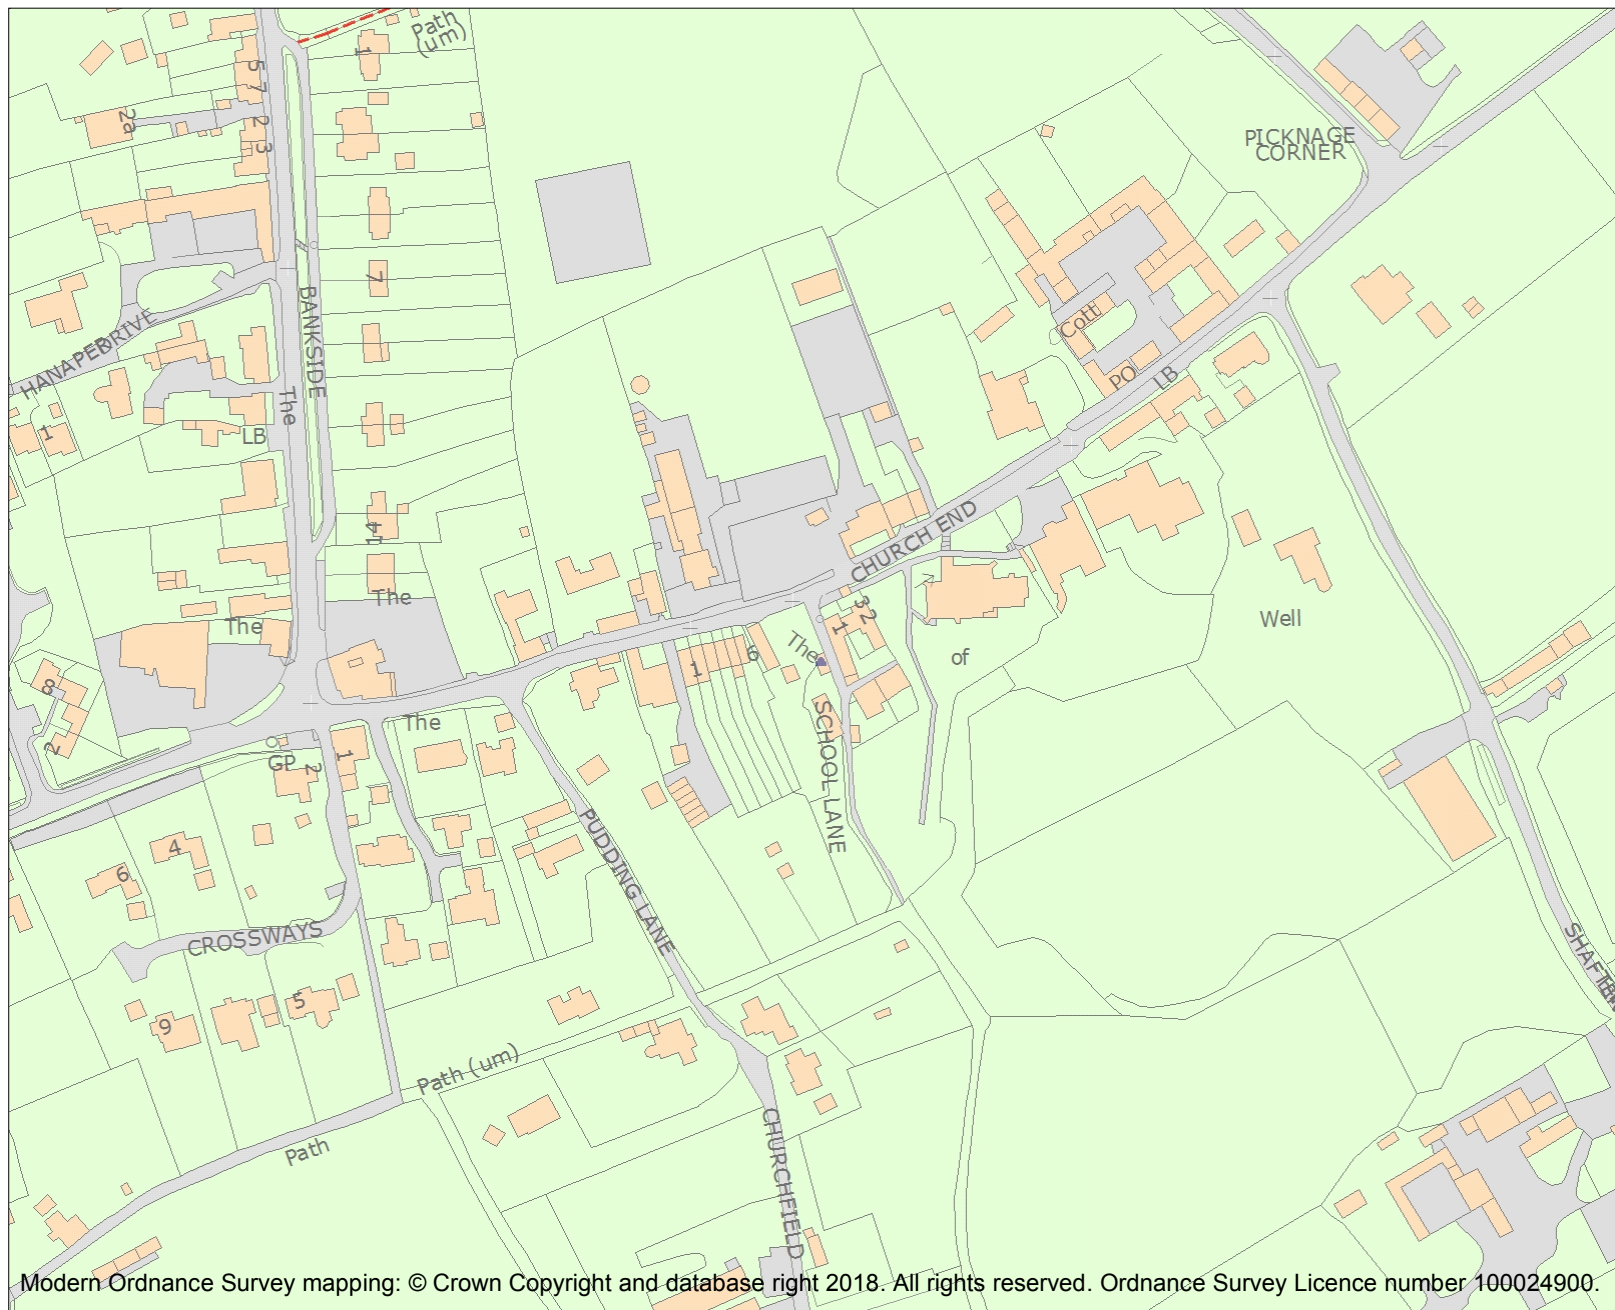 Path
(um)
1
5
7
2a
2
3
PICKNAGE
CORNER
7
BANKSIDE
HANAPER DRIVE
The
Cott
PO
LB
1
LB
14
CHURCH END
The
The
3
2
1
Well
6
The
of
1
8
The
2
GP
2
1
SCHOOL LANE
4
PUDDING LANE
6
CROSSWAYS
5
9
Path (um)
CHURCHFIELD
Path
Modern Ordnance Survey mapping: © Crown Copyright and database right 2018. All rights reserved. Ordnance Survey Licence number 100024900.